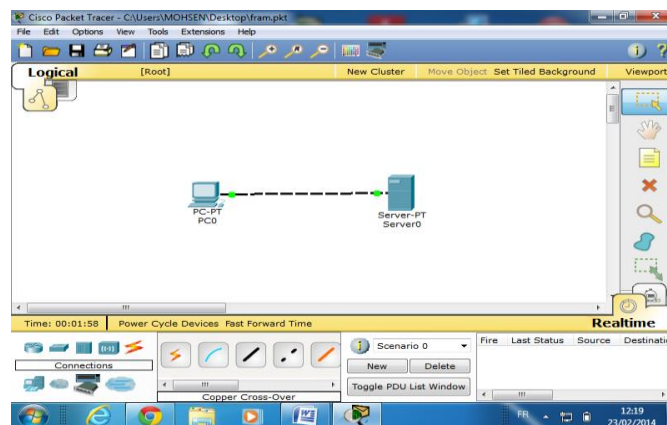 Cisco Packet Tracer - C:\Users\MOHSEN\Desktop\fram.pkt
File Edit Options View Tools Extensions Help
Logical [Root] New Cluster Move Object Set Tiled Background Viewport
PC-PT
PC0
Server-PT
Server0
Time: 00:01:58 Power Cycle Devices Fast Forward Time Realtime
Connections
Copper Cross-Over
Scenario 0
New Delete
Toggle PDU List Window
Fire Last Status Source Destinati
FR 12:19
23/02/2014